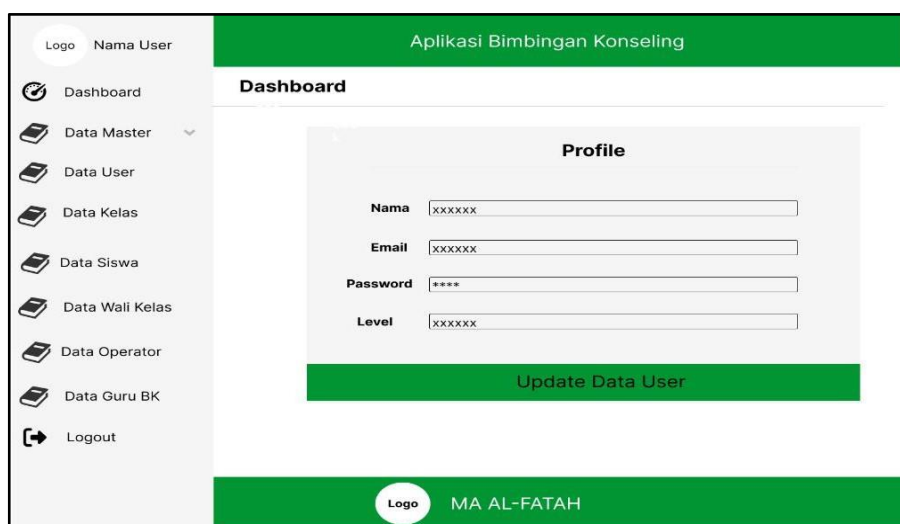 Logo Nama User
Dashboard
Data Master
Data User
Data Kelas
Data Siswa
Data Wali Kelas
Data Operator
Data Guru BK
Logout
Aplikasi Bimbingan Konseling
Dashboard
Profile
Nama xxxxxx
Email xxxxxx
Password ****
Level xxxxxx
Update Data User
Logo MA AL-FATAH